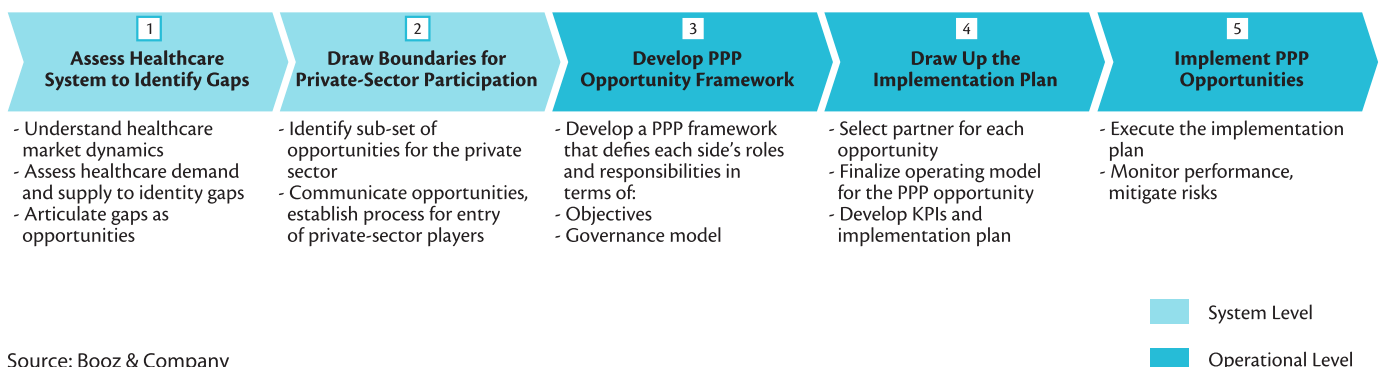 1
Assess Healthcare
System to Identify Gaps
- Understand healthcare
market dynamics
- Assess healthcare demand
and supply to identity gaps
- Articulate gaps as
opportunities
2
Draw Boundaries for
Private-Sector Participation
- Identify sub-set of
opportunities for the private
sector
- Communicate opportunities,
establish process for entry
of private-sector players
3
Develop PPP
Opportunity Framework
- Develop a PPP framework
that defies each side’s roles
and responsibilities in
terms of:
- Objectives
- Governance model
4
Draw Up the
Implementation Plan
- Select partner for each
opportunity
- Finalize operating model
for the PPP opportunity
- Develop KPIs and
implementation plan
5
Implement PPP
Opportunities
- Execute the implementation
plan
- Monitor performance,
mitigate risks
System Level
Operational Level
Source: Booz & Company